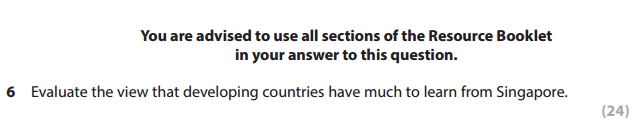 You are advised to use all sections of the Resource Booklet
in your answer to this question.
6 Evaluate the view that developing countries have much to learn from Singapore.
(24)